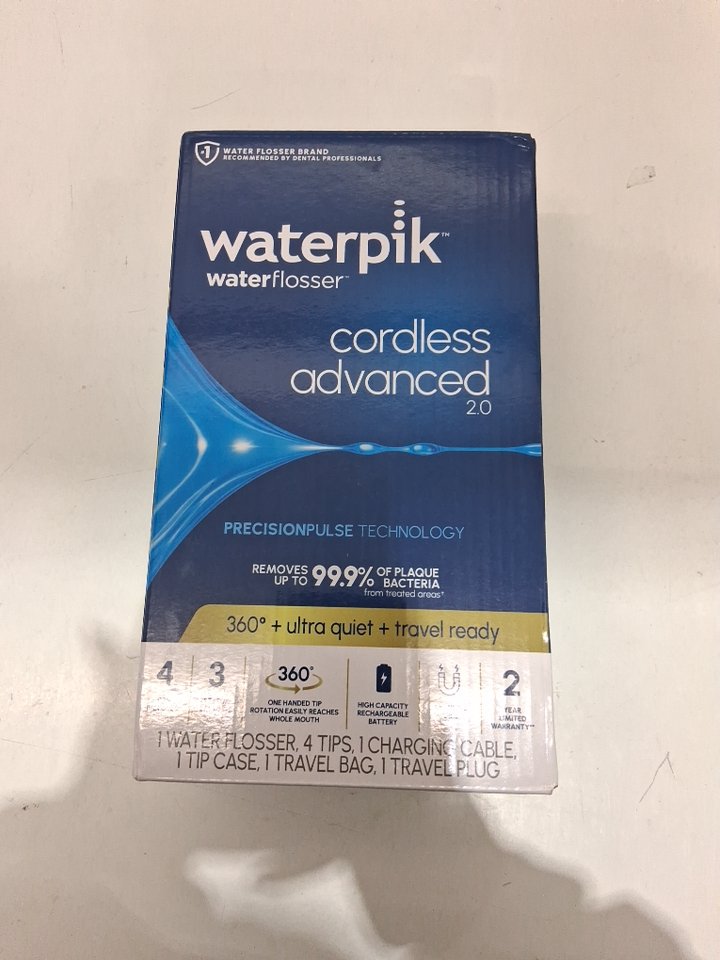 1
WATER FLOSSER BRAND
RECOMMENDED BY DENTAL PROFESSIONALS
waterpik™
waterflosser™
cordless
advanced
2.0
PRECISIONPULSE TECHNOLOGY
REMOVES UP TO 99.9% OF PLAQUE BACTERIA
from treated areas†
360° + ultra quiet + travel ready
4
3
360°
ONE HANDED TIP
ROTATION EASILY REACHES
WHOLE MOUTH
HIGH CAPACITY
RECHARGEABLE
BATTERY
2
YEAR
LIMITED
WARRANTY**
1 WATER FLOSSER, 4 TIPS, 1 CHARGING CABLE,
1 TIP CASE, 1 TRAVEL BAG, 1 TRAVEL PLUG